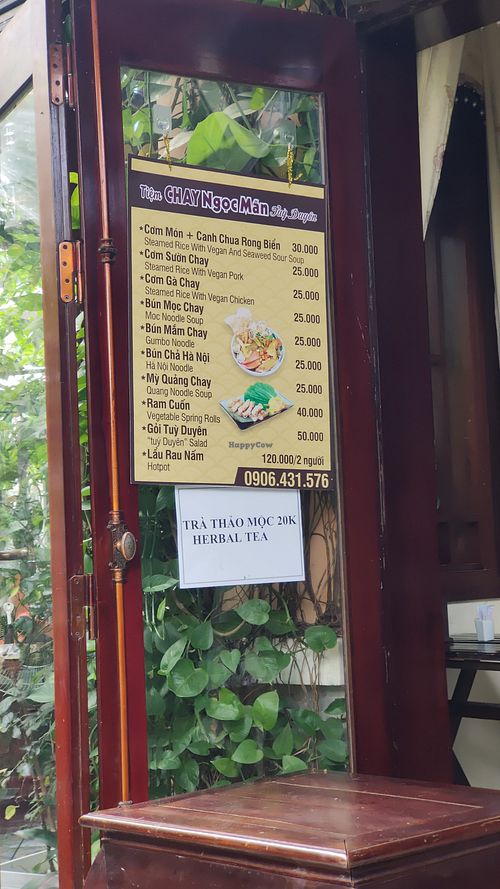 Tiệm CHAY Ngọc Mãn Tuỳ Duyên
*Cơm Món + Canh Chua Rong Biển 30.000
Steamed Rice With Vegan And Seaweed Sour Soup
*Cơm Sườn Chay 25.000
Steamed Rice With Vegan Pork
*Cơm Gà Chay 25.000
Steamed Rice With Vegan Chicken
*Bún Mọc Chay 25.000
Moc Noodle Soup
*Bún Mắm Chay 25.000
Gumbo Noodle
*Bún Chả Hà Nội 25.000
Hà Nội Noodle
*Mỳ Quảng Chay 25.000
Quang Noodle Soup
*Ram Cuốn 40.000
Vegetable Spring Rolls
*Gỏi Tuỳ Duyên 50.000
"tuỳ Duyên" Salad
*Lẩu Rau Nấm 120.000/2 người
Hotpot
HappyCow
0906.431.576
TRÀ THẢO MỘC 20K
HERBAL TEA